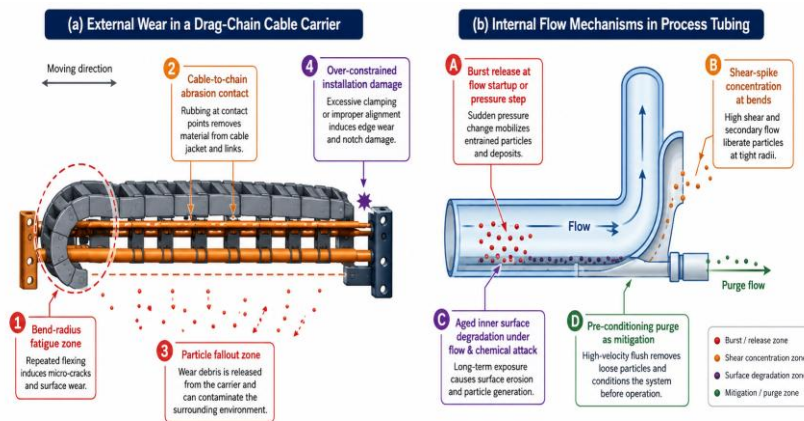 (a) External Wear in a Drag-Chain Cable Carrier
Moving direction
2
Cable-to-chain
abrasion contact
Rubbing at contact
points removes
material from cable
jacket and links.
4
Over-constrained
installation damage
Excessive clamping
or improper alignment
induces edge wear
and notch damage.
1
Bend-radius
fatigue zone
Repeated flexing
induces micro-cracks
and surface wear.
3
Particle fallout zone
Wear debris is released
from the carrier and
can contaminate the
surrounding environment.
(b) Internal Flow Mechanisms in Process Tubing
A
Burst release at
flow startup or
pressure step
Sudden pressure
change mobilizes
entrained particles
and deposits.
B
Shear-spike
concentration
at bends
High shear and
secondary flow
liberate particles
at tight radii.
Flow
Purge flow
C
Aged inner surface
degradation under
flow & chemical attack
Long-term exposure
causes surface erosion
and particle generation.
D
Pre-conditioning purge
as mitigation
High-velocity flush removes
loose particles and
conditions the system
before operation.
Burst / release zone
Shear concentration zone
Surface degradation zone
Mitigation / purge zone